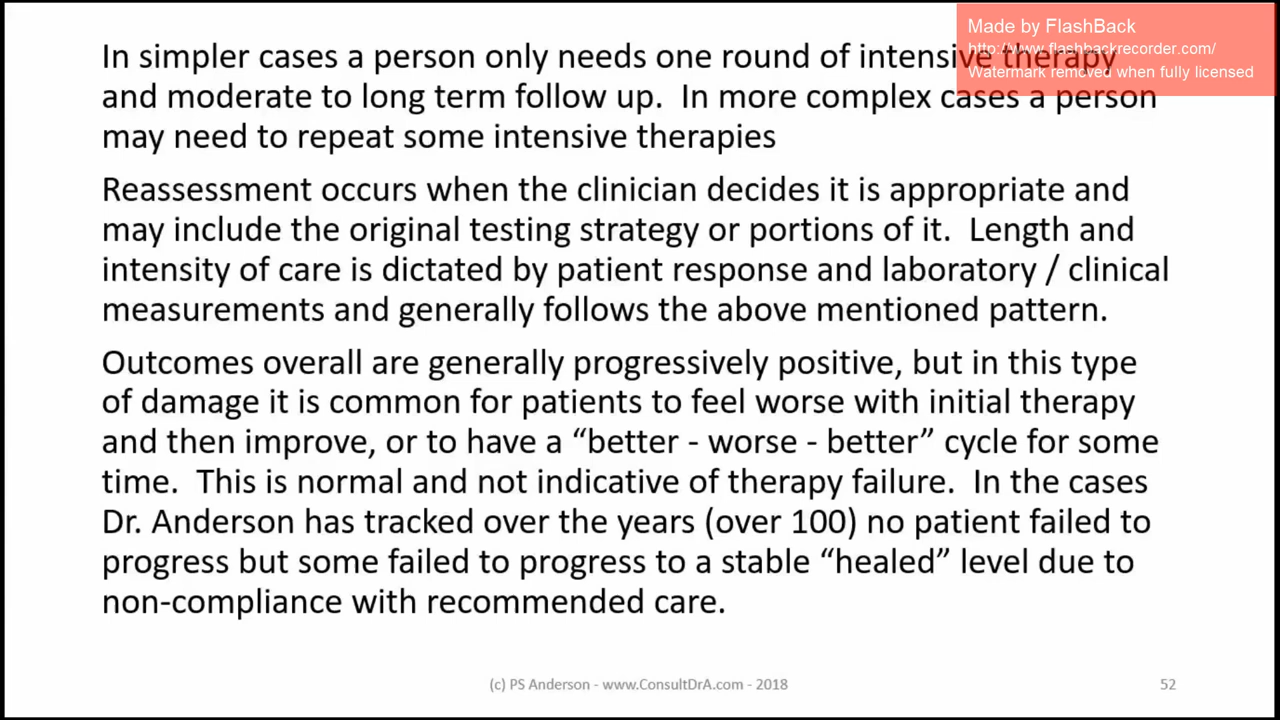 Made by FlashBack
http://www.flashbackrecorder.com/
Watermark removed when fully licensed
In simpler cases a person only needs one round of intensive therapy
and moderate to long term follow up.  In more complex cases a person
may need to repeat some intensive therapies
Reassessment occurs when the clinician decides it is appropriate and
may include the original testing strategy or portions of it.  Length and
intensity of care is dictated by patient response and laboratory / clinical
measurements and generally follows the above mentioned pattern.
Outcomes overall are generally progressively positive, but in this type
of damage it is common for patients to feel worse with initial therapy
and then improve, or to have a “better - worse - better” cycle for some
time.  This is normal and not indicative of therapy failure.  In the cases
Dr. Anderson has tracked over the years (over 100) no patient failed to
progress but some failed to progress to a stable “healed” level due to
non-compliance with recommended care.
(c) PS Anderson - www.ConsultDrA.com - 2018
52